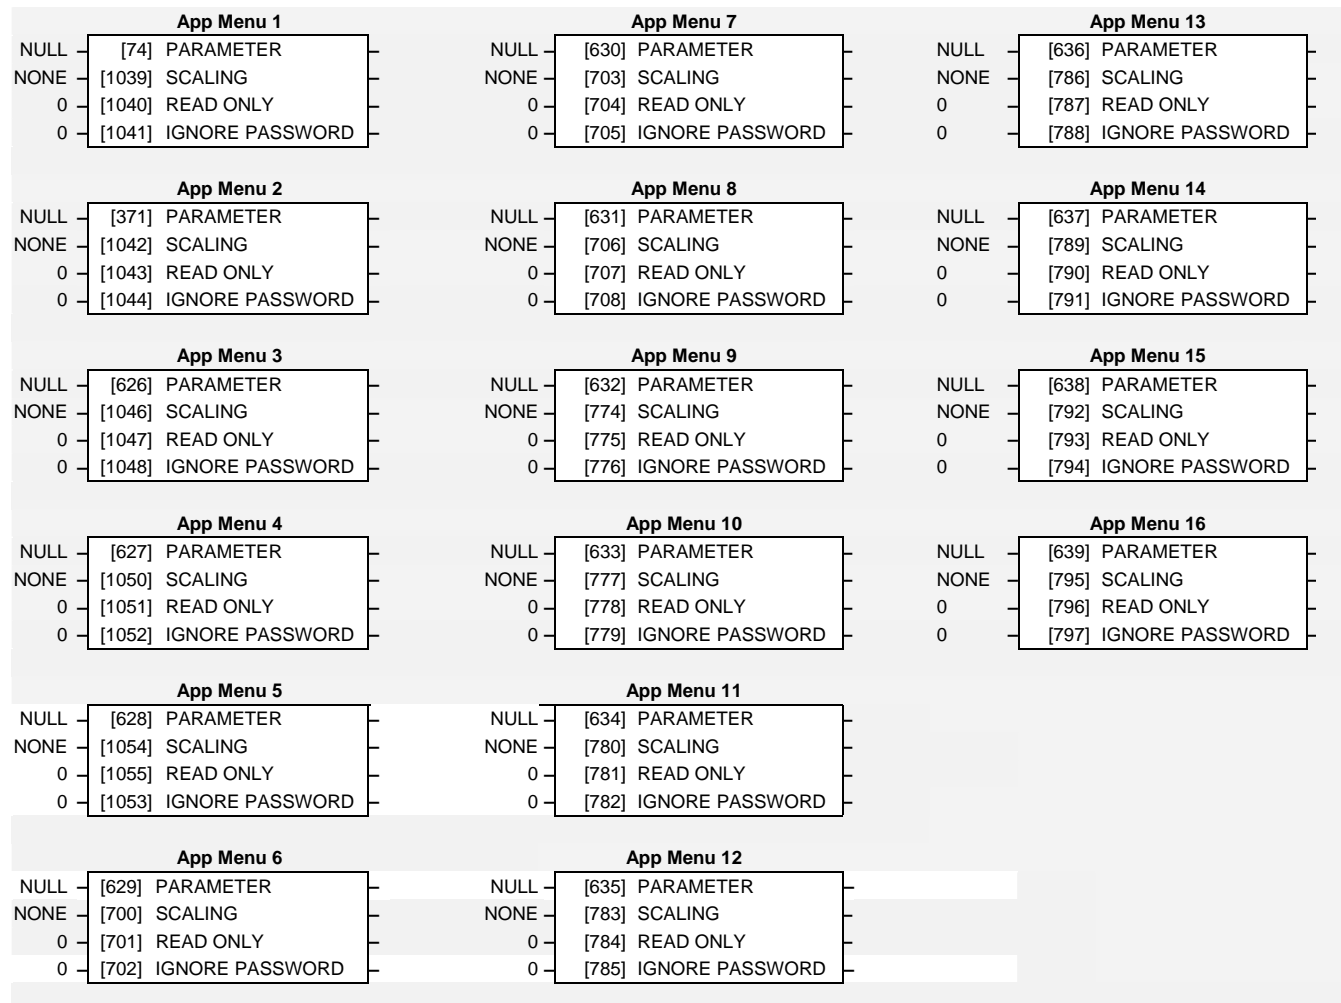 App Menu 1
NULL [74] PARAMETER
NONE [1039] SCALING
0 [1040] READ ONLY
0 [1041] IGNORE PASSWORD
App Menu 2
NULL [371] PARAMETER
NONE [1042] SCALING
0 [1043] READ ONLY
0 [1044] IGNORE PASSWORD
App Menu 3
NULL [626] PARAMETER
NONE [1046] SCALING
0 [1047] READ ONLY
0 [1048] IGNORE PASSWORD
App Menu 4
NULL [627] PARAMETER
NONE [1050] SCALING
0 [1051] READ ONLY
0 [1052] IGNORE PASSWORD
App Menu 5
NULL [628] PARAMETER
NONE [1054] SCALING
0 [1055] READ ONLY
0 [1053] IGNORE PASSWORD
App Menu 6
NULL [629] PARAMETER
NONE [700] SCALING
0 [701] READ ONLY
0 [702] IGNORE PASSWORD
App Menu 7
NULL [630] PARAMETER
NONE [703] SCALING
0 [704] READ ONLY
0 [705] IGNORE PASSWORD
App Menu 8
NULL [631] PARAMETER
NONE [706] SCALING
0 [707] READ ONLY
0 [708] IGNORE PASSWORD
App Menu 9
NULL [632] PARAMETER
NONE [774] SCALING
0 [775] READ ONLY
0 [776] IGNORE PASSWORD
App Menu 10
NULL [633] PARAMETER
NONE [777] SCALING
0 [778] READ ONLY
0 [779] IGNORE PASSWORD
App Menu 11
NULL [634] PARAMETER
NONE [780] SCALING
0 [781] READ ONLY
0 [782] IGNORE PASSWORD
App Menu 12
NULL [635] PARAMETER
NONE [783] SCALING
0 [784] READ ONLY
0 [785] IGNORE PASSWORD
App Menu 13
NULL [636] PARAMETER
NONE [786] SCALING
0 [787] READ ONLY
0 [788] IGNORE PASSWORD
App Menu 14
NULL [637] PARAMETER
NONE [789] SCALING
0 [790] READ ONLY
0 [791] IGNORE PASSWORD
App Menu 15
NULL [638] PARAMETER
NONE [792] SCALING
0 [793] READ ONLY
0 [794] IGNORE PASSWORD
App Menu 16
NULL [639] PARAMETER
NONE [795] SCALING
0 [796] READ ONLY
0 [797] IGNORE PASSWORD